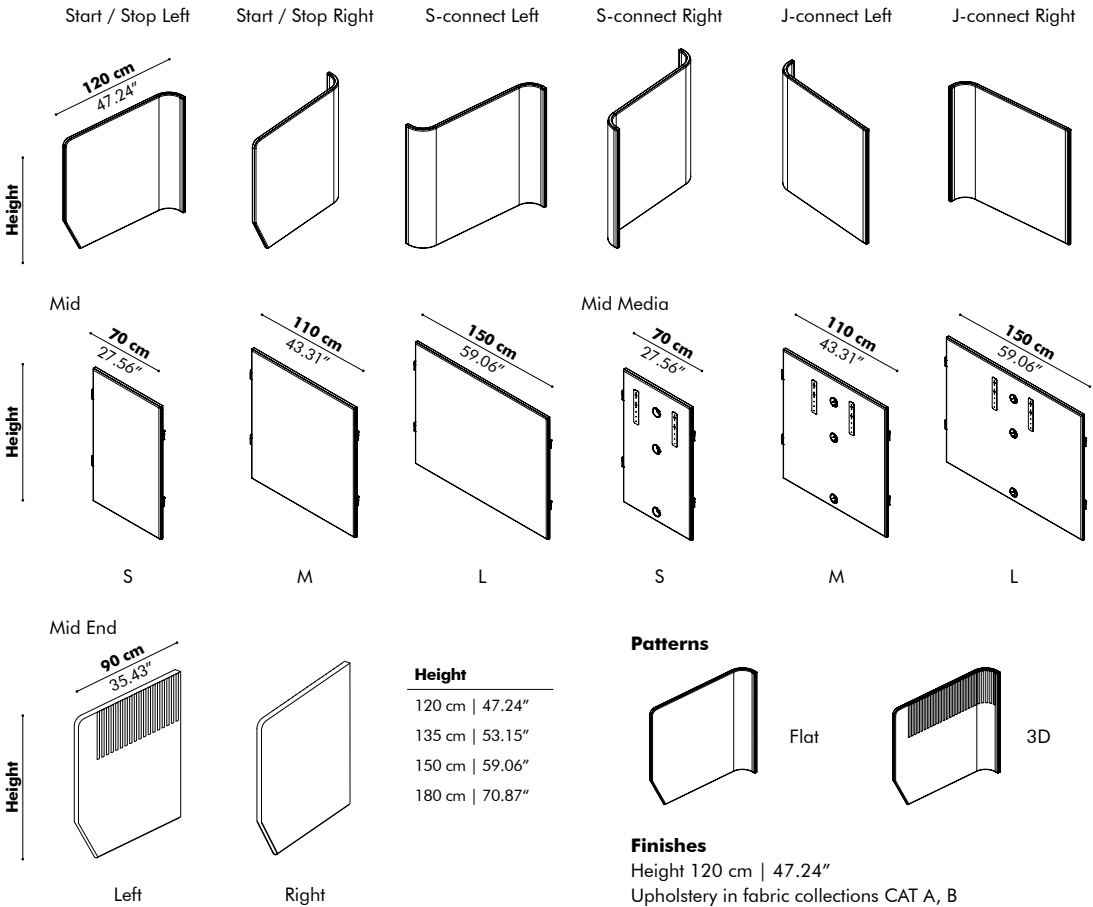 Start / Stop Left
Start / Stop Right
S-connect Left
S-connect Right
J-connect Left
J-connect Right
120 cm
47.24″
Height
Mid
Mid Media
70 cm
27.56″
110 cm
43.31″
150 cm
59.06″
70 cm
27.56″
110 cm
43.31″
150 cm
59.06″
Height
S
M
L
S
M
L
Mid End
90 cm
35.43″
Height
Left
Right
Height
120 cm | 47.24″
135 cm | 53.15″
150 cm | 59.06″
180 cm | 70.87″
Patterns
Flat
3D
Finishes
Height 120 cm | 47.24″
Upholstery in fabric collections CAT A, B